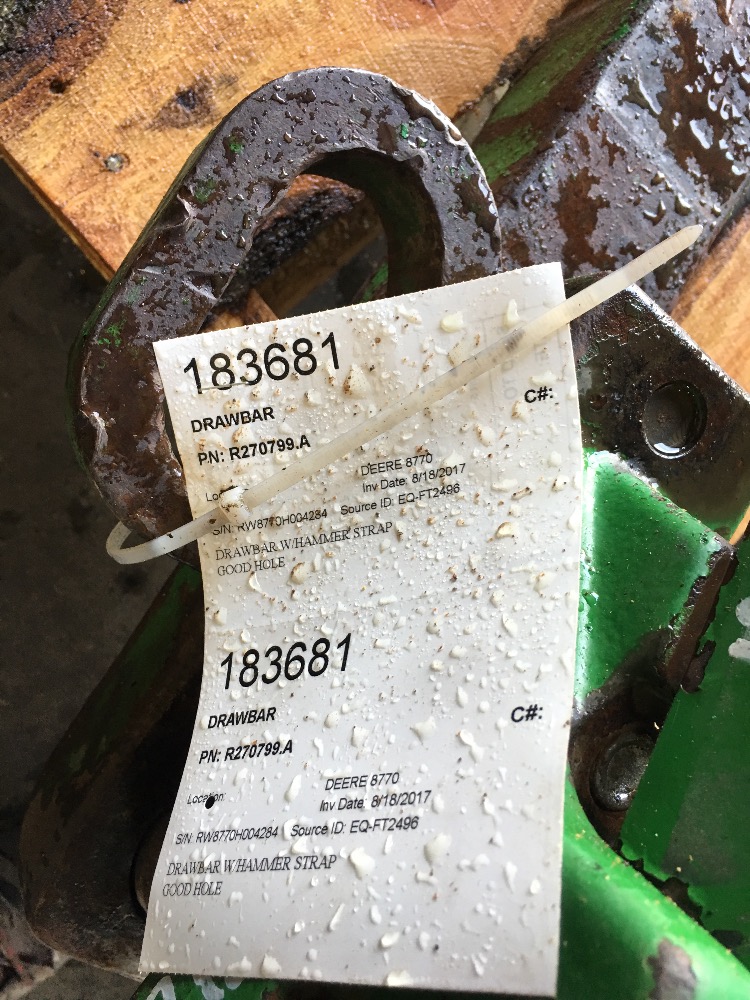 183681
DRAWBAR
C#:
PN: R270799.A
DEERE 8770
Inv Date: 8/18/2017
S/N: RW8770H004284 Source ID: EQ-FT2496
DRAWBAR W/HAMMER STRAP
GOOD HOLE
183681
DRAWBAR
C#:
PN: R270799.A
DEERE 8770
Location: Inv Date: 8/18/2017
S/N: RW8770H004284 Source ID: EQ-FT2496
DRAWBAR W/HAMMER STRAP
GOOD HOLE